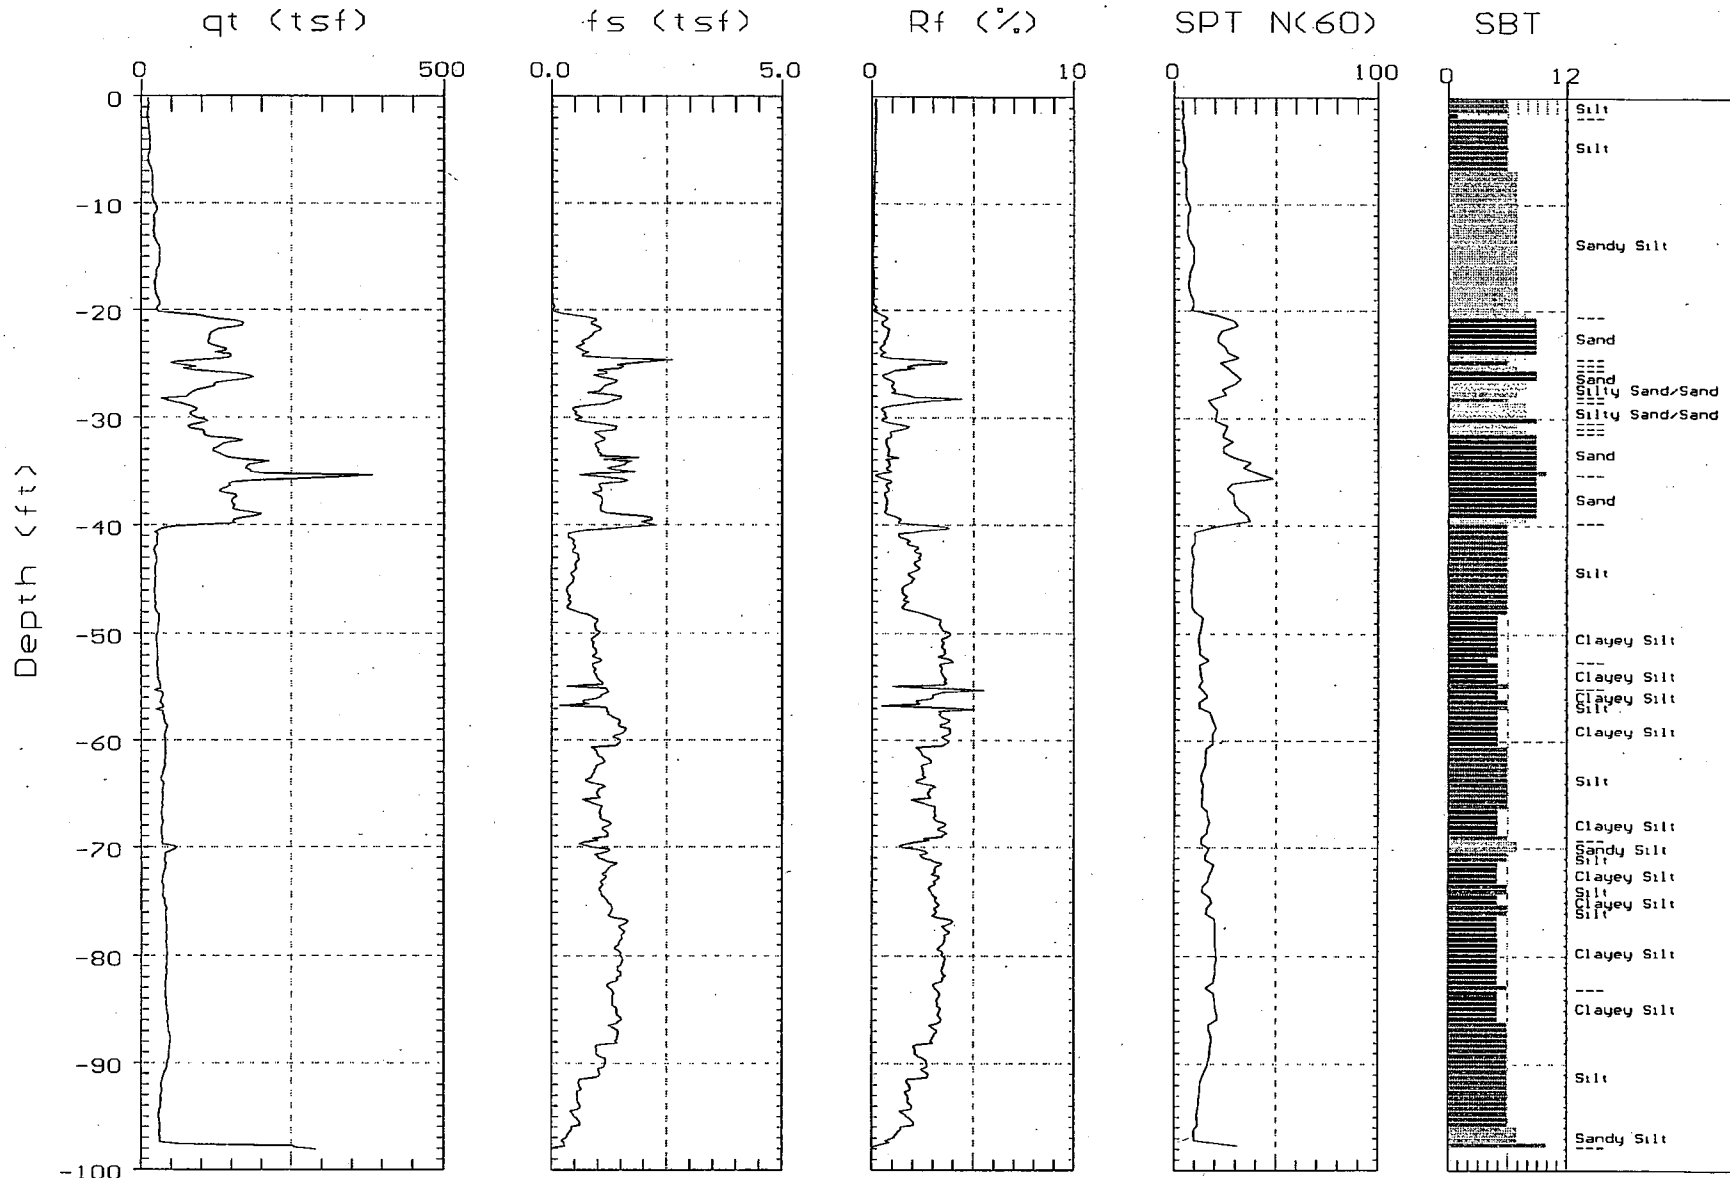 qt (tsf) fs (tsf) Rf (%) SPT N(60) SBT
0 500 0.0 5.0 0 10 0 100 0 12
Depth (ft)
0
-10
-20
-30
-40
-50
-60
-70
-80
-90
-100
Silt
---
Silt
Sandy Silt
---
Sand
---
---
---
Sand
Silty Sand/Sand
---
---
Silty Sand/Sand
---
---
---
Sand
---
Sand
---
Silt
Clayey Silt
---
Clayey Silt
---
Clayey Silt
Silt
Clayey Silt
Silt
Clayey Silt
---
Sandy Silt
Silt
Clayey Silt
Silt
Clayey Silt
Silt
Clayey Silt
---
Clayey Silt
Silt
Sandy Silt
---